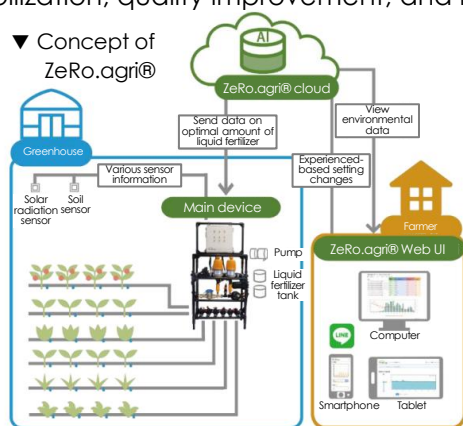 quality improvement, and
▼ Concept of
ZeRo.agri®
AI
ZeRo.agri® cloud
Greenhouse
Send data on
optimal amount of
liquid fertilizer
View
environmental
data
Various sensor
information
Experienced-
based setting
changes
Solar
radiation
sensor
Soil
sensor
Main device
Farmer
Pump
ZeRo.agri® Web UI
Liquid
fertilizer
tank
LINE
Computer
Smartphone
Tablet